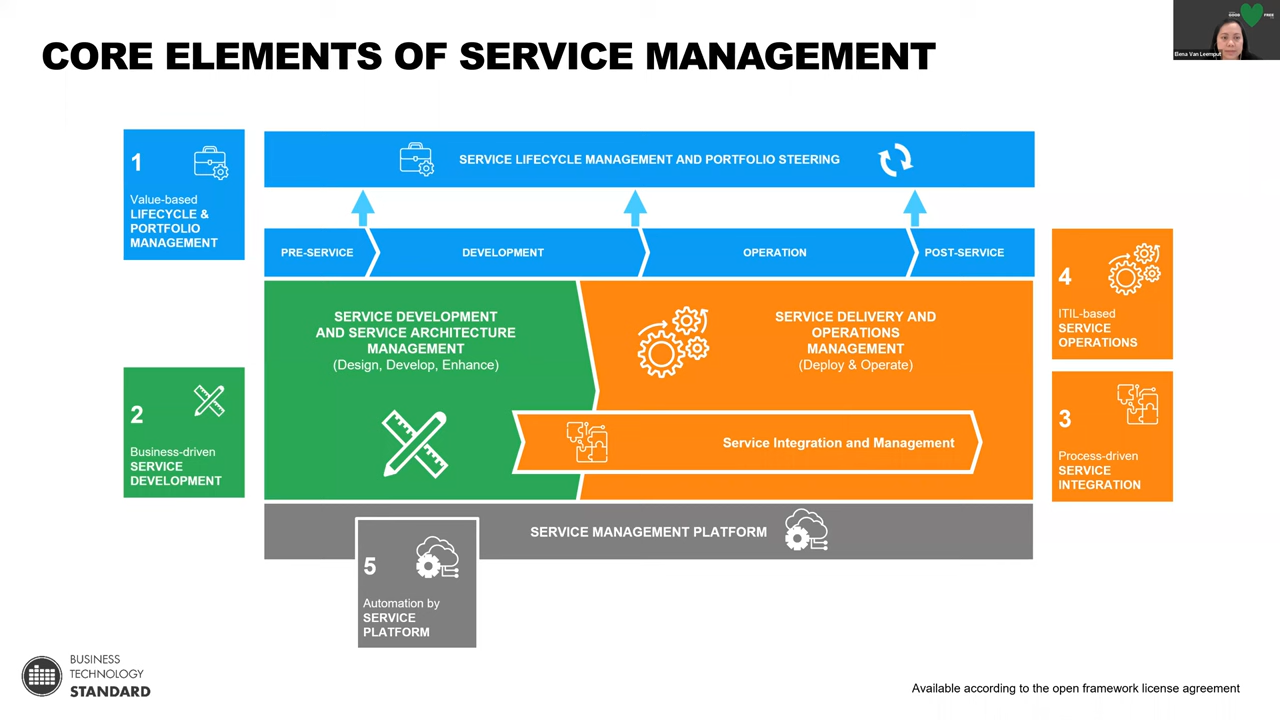 CORE ELEMENTS OF SERVICE MANAGEMENT
Elena Van Leemput
1
Value-based
LIFECYCLE &
PORTFOLIO
MANAGEMENT
SERVICE LIFECYCLE MANAGEMENT AND PORTFOLIO STEERING
PRE-SERVICE
DEVELOPMENT
OPERATION
POST-SERVICE
SERVICE DEVELOPMENT
AND SERVICE ARCHITECTURE
MANAGEMENT
(Design, Develop, Enhance)
SERVICE DELIVERY AND
OPERATIONS
MANAGEMENT
(Deploy & Operate)
4
ITIL-based
SERVICE
OPERATIONS
2
Business-driven
SERVICE
DEVELOPMENT
Service Integration and Management
3
Process-driven
SERVICE
INTEGRATION
SERVICE MANAGEMENT PLATFORM
5
Automation by
SERVICE
PLATFORM
BUSINESS
TECHNOLOGY
STANDARD
Available according to the open framework license agreement